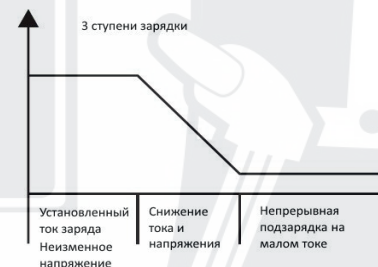 3 ступени зарядки
Установленный
ток заряда
Неизменное
напряжение
Снижение
тока и
напряжения
Непрерывная
подзарядка на
малом токе